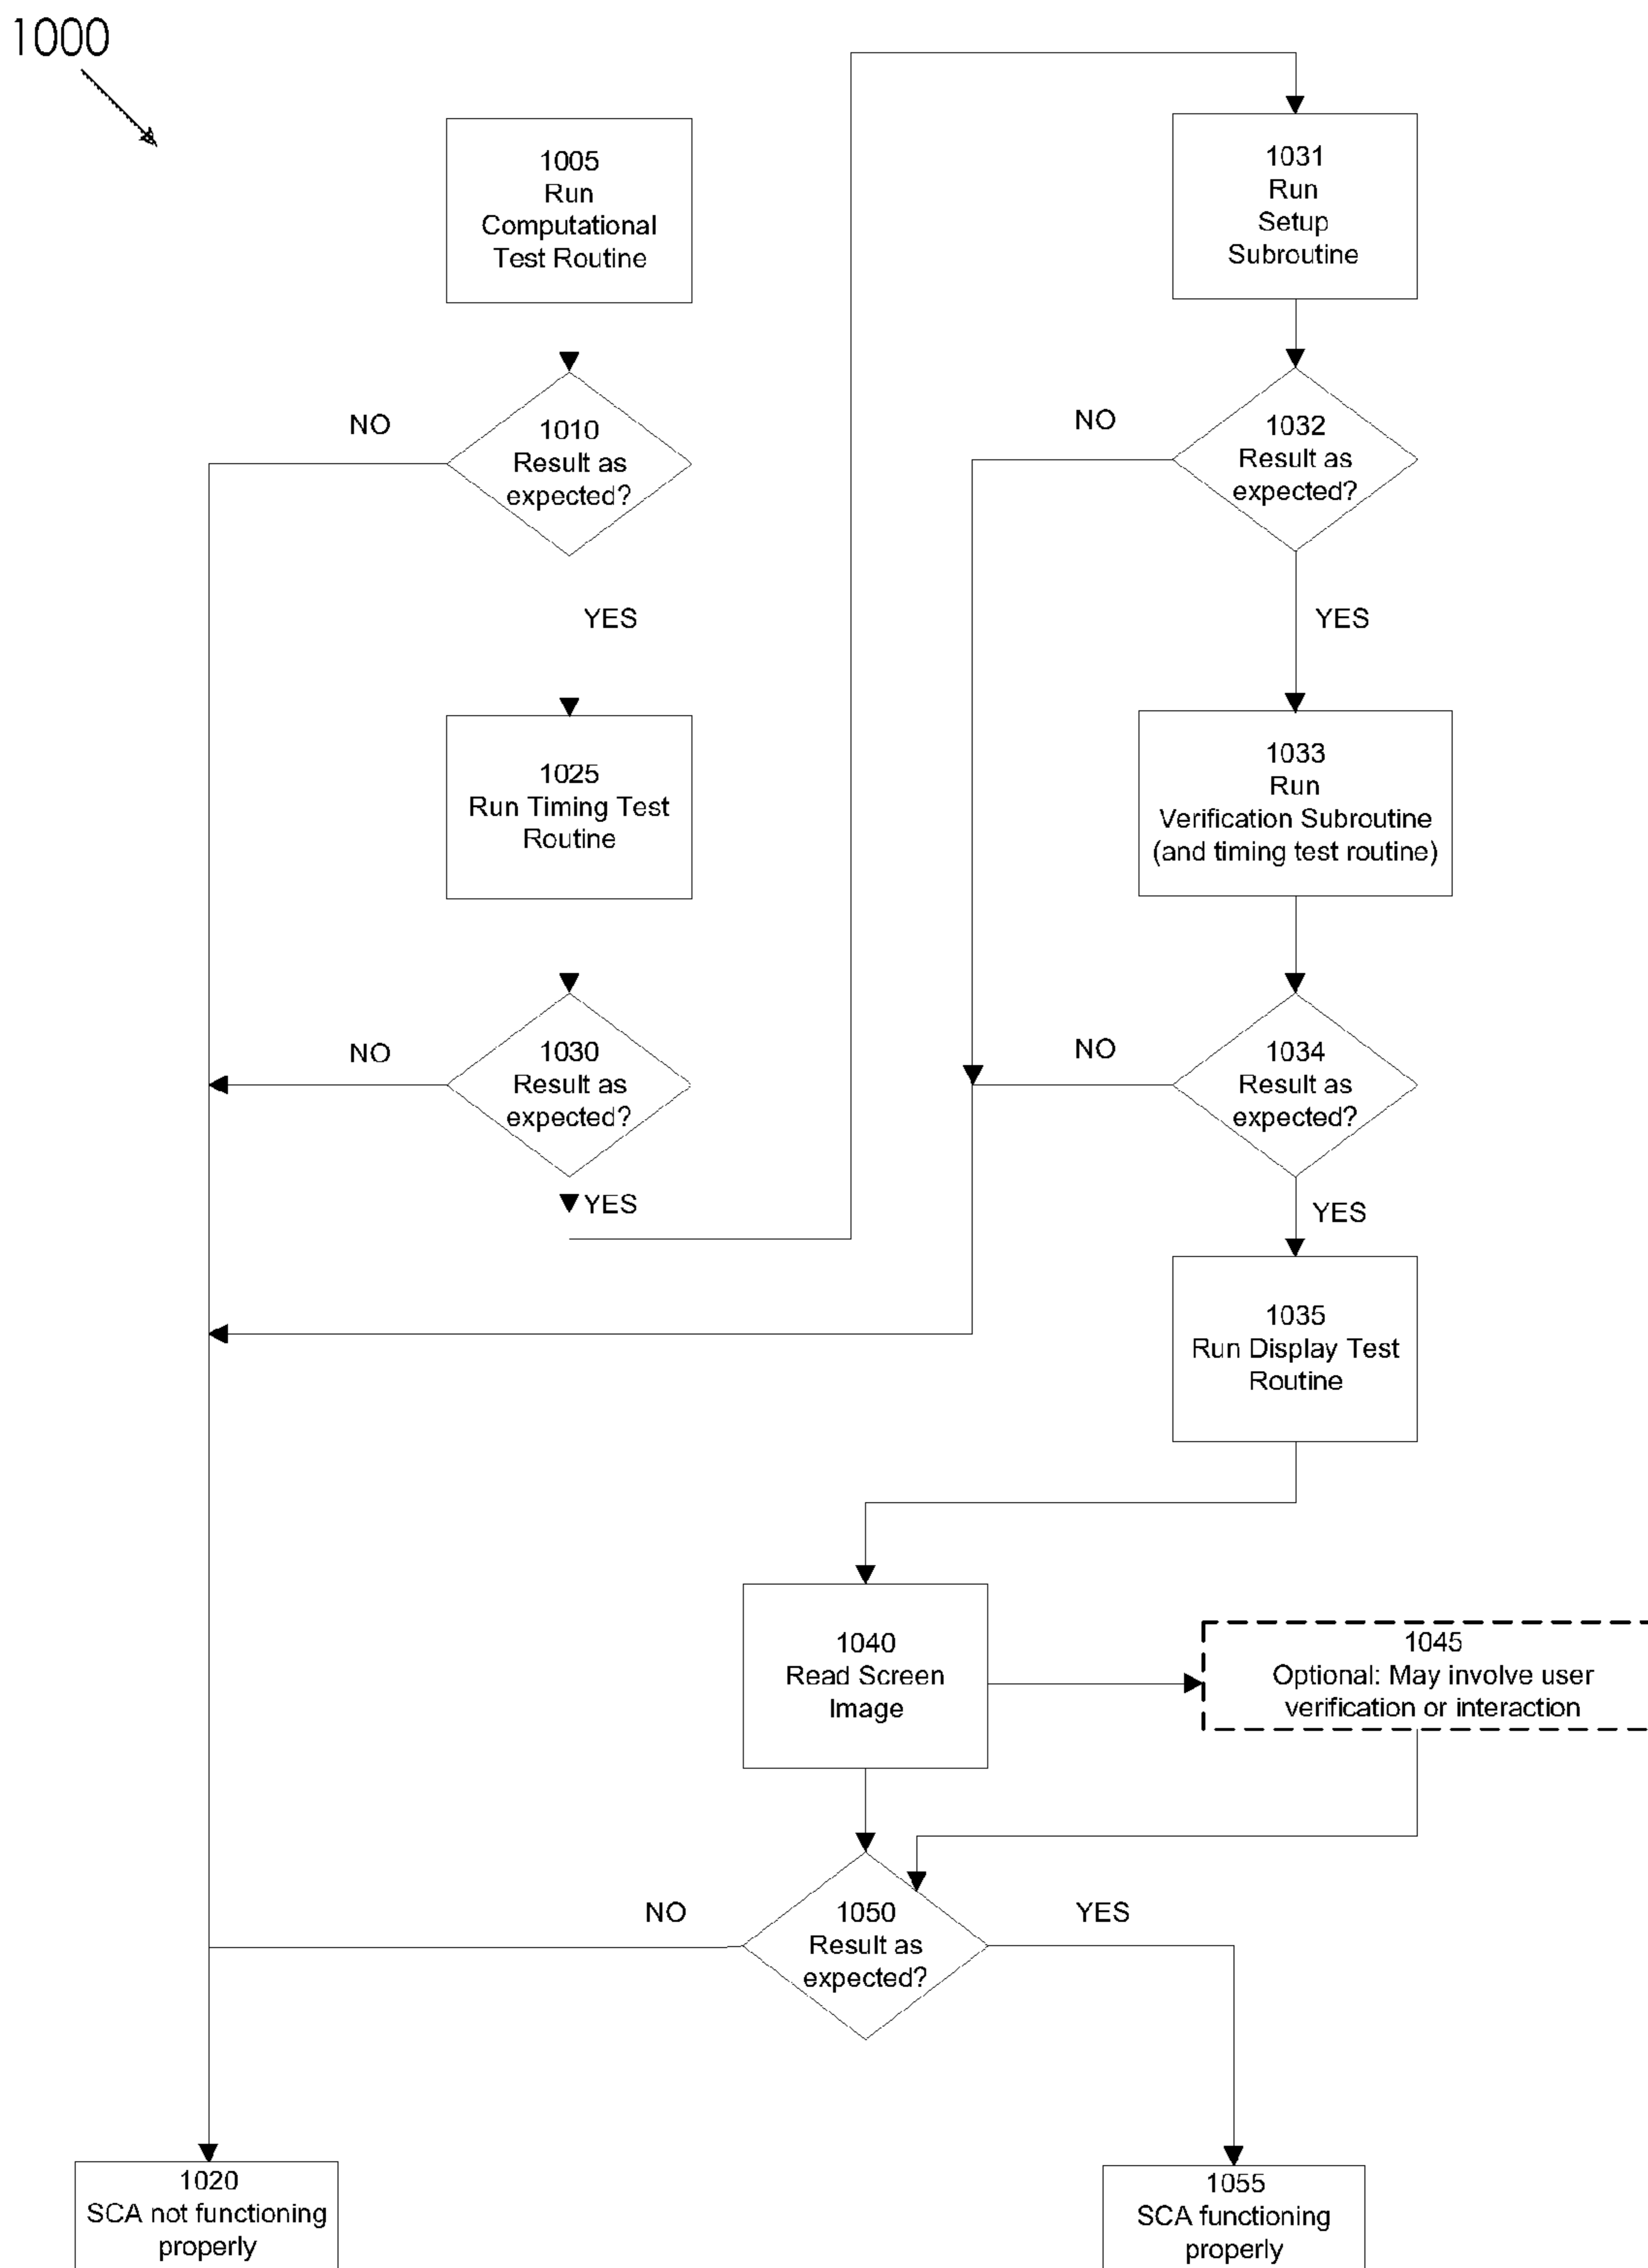 1000
1005
Run
Computational
Test Routine
NO
1010
Result as
expected?
YES
1025
Run Timing Test
Routine
NO
1030
Result as
expected?
YES
1031
Run
Setup
Subroutine
NO
1032
Result as
expected?
YES
1033
Run
Verification Subroutine
(and timing test routine)
NO
1034
Result as
expected?
YES
1035
Run Display Test
Routine
1040
Read Screen
Image
1045
Optional: May involve user
verification or interaction
NO
1050
Result as
expected?
YES
1020
SCA not functioning
properly
1055
SCA functioning
properly